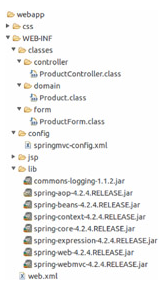 webapp
css
WEB-INF
classes
controller
ProductController.class
domain
Product.class
form
ProductForm.class
config
springmvc-config.xml
jsp
lib
commons-logging-1.1.2.jar
spring-aop-4.2.4.RELEASE.jar
spring-beans-4.2.4.RELEASE.jar
spring-context-4.2.4.RELEASE.jar
spring-core-4.2.4.RELEASE.jar
spring-expression-4.2.4.RELEASE.jar
spring-web-4.2.4.RELEASE.jar
spring-webmvc-4.2.4.RELEASE.jar
web.xml